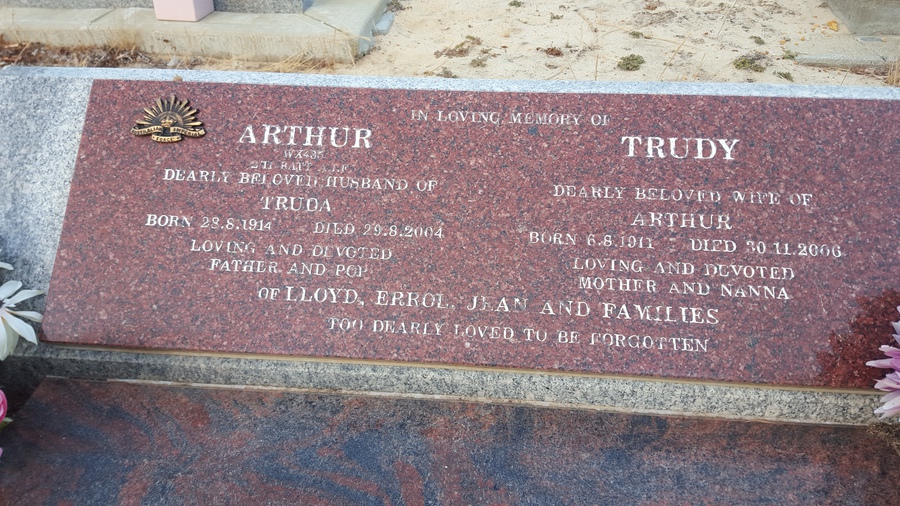 IN LOVING MEMORY OF
ARTHUR
DEARLY BELOVED HUSBAND OF
TRUDA
BORN 28.8.1914 DIED 29.8.2004
LOVING AND DEVOTED
FATHER AND POP
TRUDY
DEARLY BELOVED WIFE OF
ARTHUR
BORN 6.8.1911 - DIED 30.11.2006
LOVING AND DEVOTED
MOTHER AND NANNA
OF LLOYD, ERROL, JEAN AND FAMILIES
TOO DEARLY LOVED TO BE FORGOTTEN